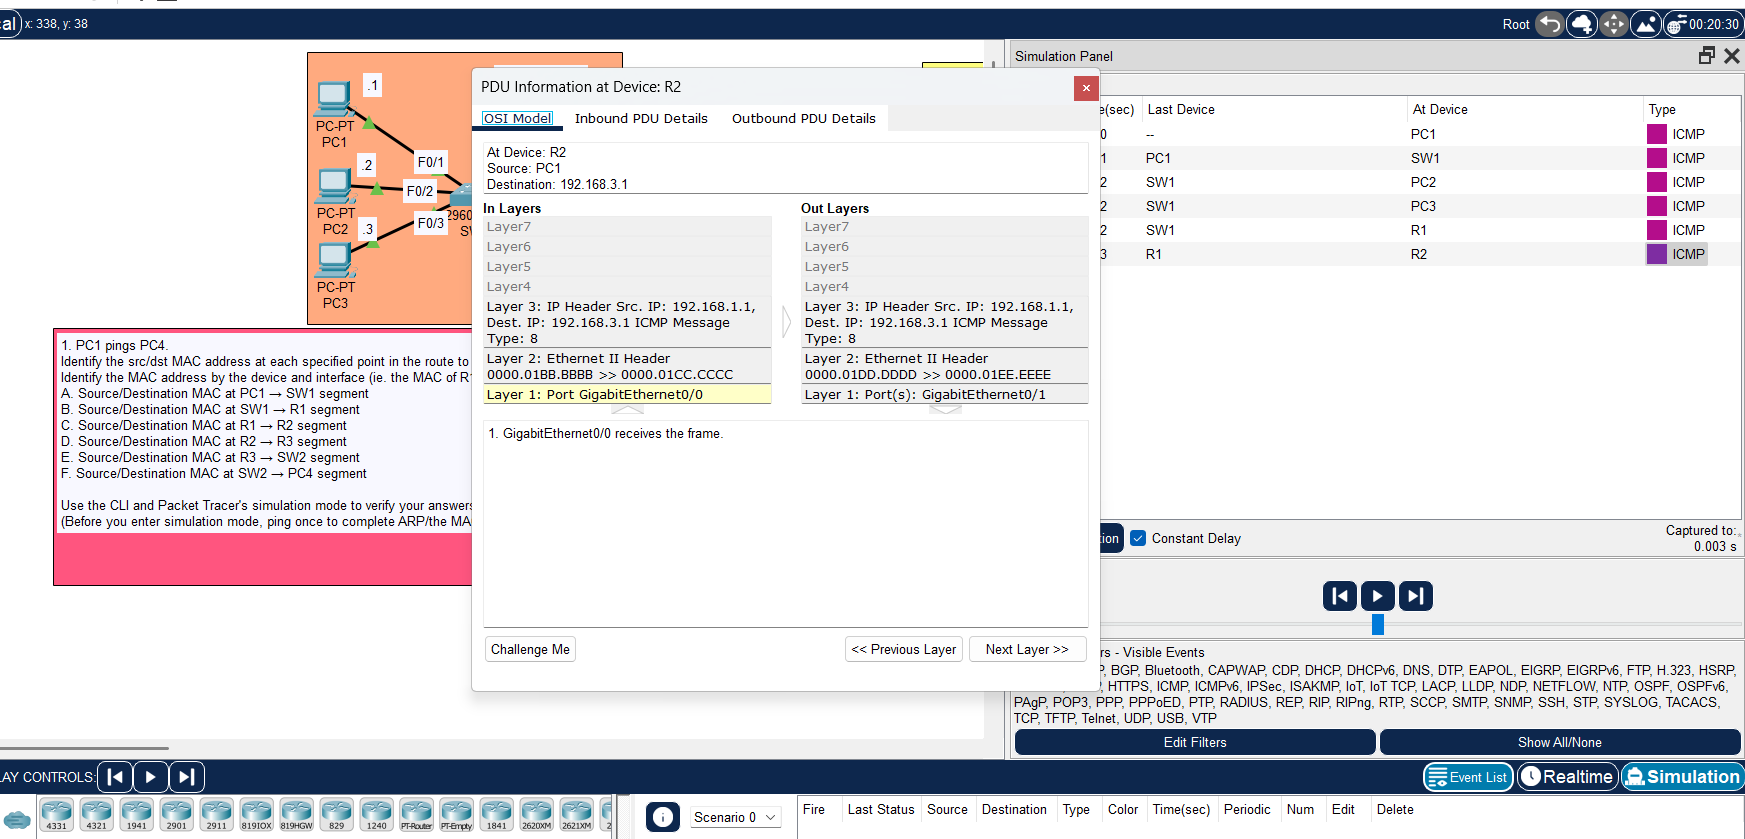 al x: 338, y: 38
Root
00:20:30
Simulation Panel
PDU Information at Device: R2
OSI Model Inbound PDU Details Outbound PDU Details
At Device: R2
Source: PC1
Destination: 192.168.3.1
In Layers
Layer7
Layer6
Layer5
Layer4
Layer 3: IP Header Src. IP: 192.168.1.1,
Dest. IP: 192.168.3.1 ICMP Message
Type: 8
Layer 2: Ethernet II Header
0000.01BB.BBBB >> 0000.01CC.CCCC
Layer 1: Port GigabitEthernet0/0
Out Layers
Layer7
Layer6
Layer5
Layer4
Layer 3: IP Header Src. IP: 192.168.1.1,
Dest. IP: 192.168.3.1 ICMP Message
Type: 8
Layer 2: Ethernet II Header
0000.01DD.DDDD >> 0000.01EE.EEEE
Layer 1: Port(s): GigabitEthernet0/1
1. GigabitEthernet0/0 receives the frame.
Challenge Me
<< Previous Layer
Next Layer >>
e(sec) Last Device At Device Type
0 -- PC1 ICMP
1 PC1 SW1 ICMP
2 SW1 PC2 ICMP
2 SW1 PC3 ICMP
2 SW1 R1 ICMP
3 R1 R2 ICMP
.1
PC-PT
PC1
F0/1
.2
F0/2
PC-PT
PC2
.3
F0/3
2960
SW
PC-PT
PC3
1. PC1 pings PC4.
Identify the src/dst MAC address at each specified point in the route to
Identify the MAC address by the device and interface (ie. the MAC of R1
A. Source/Destination MAC at PC1 → SW1 segment
B. Source/Destination MAC at SW1 → R1 segment
C. Source/Destination MAC at R1 → R2 segment
D. Source/Destination MAC at R2 → R3 segment
E. Source/Destination MAC at R3 → SW2 segment
F. Source/Destination MAC at SW2 → PC4 segment
Use the CLI and Packet Tracer's simulation mode to verify your answers
(Before you enter simulation mode, ping once to complete ARP/the MA
ion
Constant Delay
Captured to:
0.003 s
rs - Visible Events
P, BGP, Bluetooth, CAPWAP, CDP, DHCP, DHCPv6, DNS, DTP, EAPOL, EIGRP, EIGRPv6, FTP, H.323, HSRP,
HTTPS, ICMP, ICMPv6, IPSec, ISAKMP, IoT, IoT TCP, LACP, LLDP, NDP, NETFLOW, NTP, OSPF, OSPFv6,
PAgP, POP3, PPP, PPPoED, PTP, RADIUS, REP, RIP, RIPng, RTP, SCCP, SMTP, SNMP, SSH, STP, SYSLOG, TACACS,
TCP, TFTP, Telnet, UDP, USB, VTP
Edit Filters
Show All/None
AY CONTROLS:
Event List
Realtime
Simulation
4331 4321 1941 2901 2911 819IOX 819HGW 829 1240 PT-Router PT-Empty 1841 2620XM 2621XM 2
Scenario 0
Fire Last Status Source Destination Type Color Time(sec) Periodic Num Edit Delete